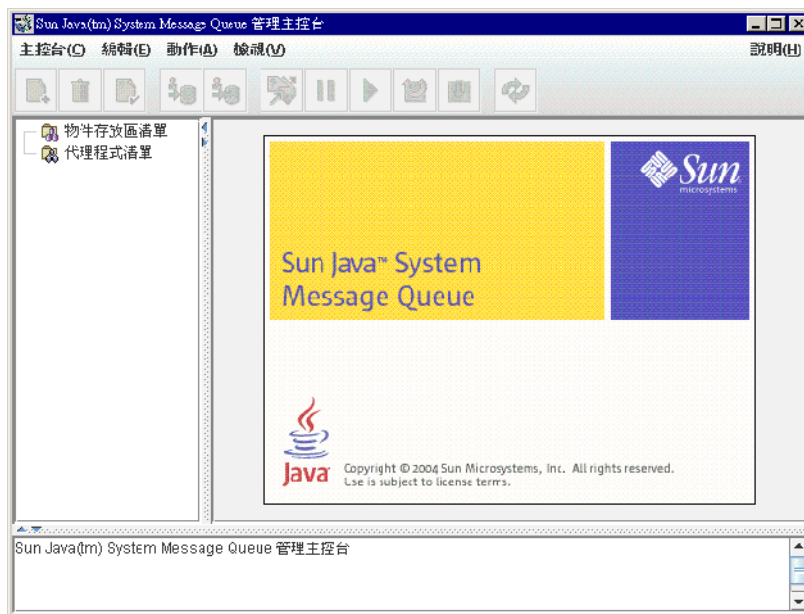 Sun Java(tm) System Message Queue 管理主控台
主控台(C) 編輯(E) 動作(A) 檢視(V) 說明(H)
物件存放區清單
代理程式清單
Sun
microsystems
Sun Java™ System
Message Queue
Java
Copyright © 2004 Sun Microsystems, Inc. All rights reserved.
Use is subject to license terms.
Sun Java(tm) System Message Queue 管理主控台